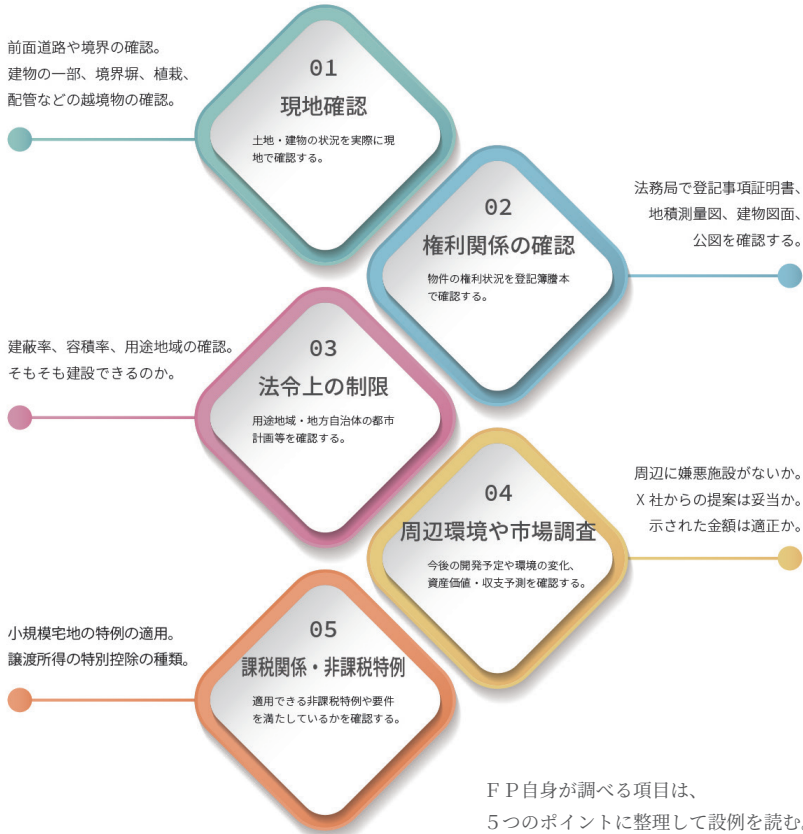 前面道路や境界の確認。
建物の一部、境界塀、植栽、
配管などの越境物の確認。
01
現地確認
土地・建物の状況を実際に現
地で確認する。
02
権利関係の確認
物件の権利状況を登記簿謄本
で確認する。
法務局で登記事項証明書、
地積測量図、建物図面、
公図を確認する。
建蔽率、容積率、用途地域の確認。
そもそも建設できるのか。
03
法令上の制限
用途地域・地方自治体の都市
計画等を確認する。
04
周辺環境や市場調査
今後の開発予定や環境の変化、
資産価値・収支予測を確認する。
周辺に嫌悪施設がないか。
X 社からの提案は妥当か。
示された金額は適正か。
小規模宅地の特例の適用。
譲渡所得の特別控除の種類。
05
課税関係・非課税特例
適用できる非課税特例や要件
を満たしているかを確認する。
ＦＰ自身が調べる項目は、
５つのポイントに整理して設例を読む。